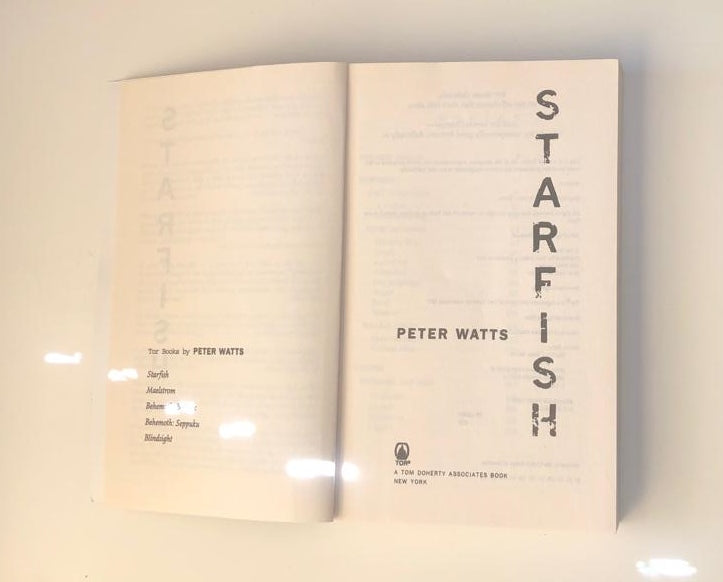 Tor Books by PETER WATTS
Starfish
Maelstrom
Behemoth: Seppuku
Blindsight
STARFISH
PETER WATTS
TOR®
A TOM DOHERTY ASSOCIATES BOOK
NEW YORK